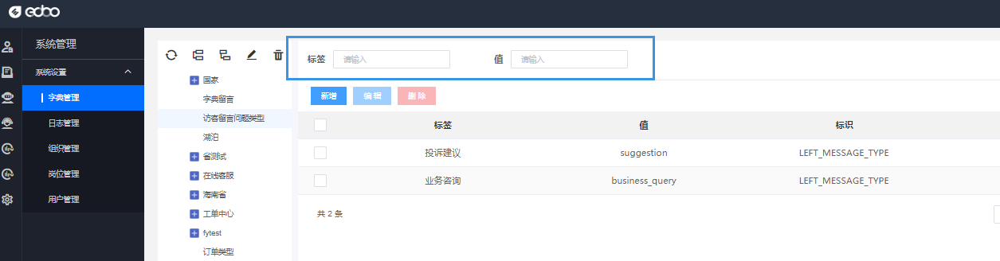 edbo
系统管理
系统设置
字典管理
日志管理
组织管理
岗位管理
用户管理
国家
字典留言
访客留言问题类型
湖泊
省测试
在线客服
海南省
工单中心
fytest
订单类型
标签 请输入 值 请输入
新增 编辑 删除
标签 值 标识
投诉建议 suggestion LEFT_MESSAGE_TYPE
业务咨询 business_query LEFT_MESSAGE_TYPE
共 2 条